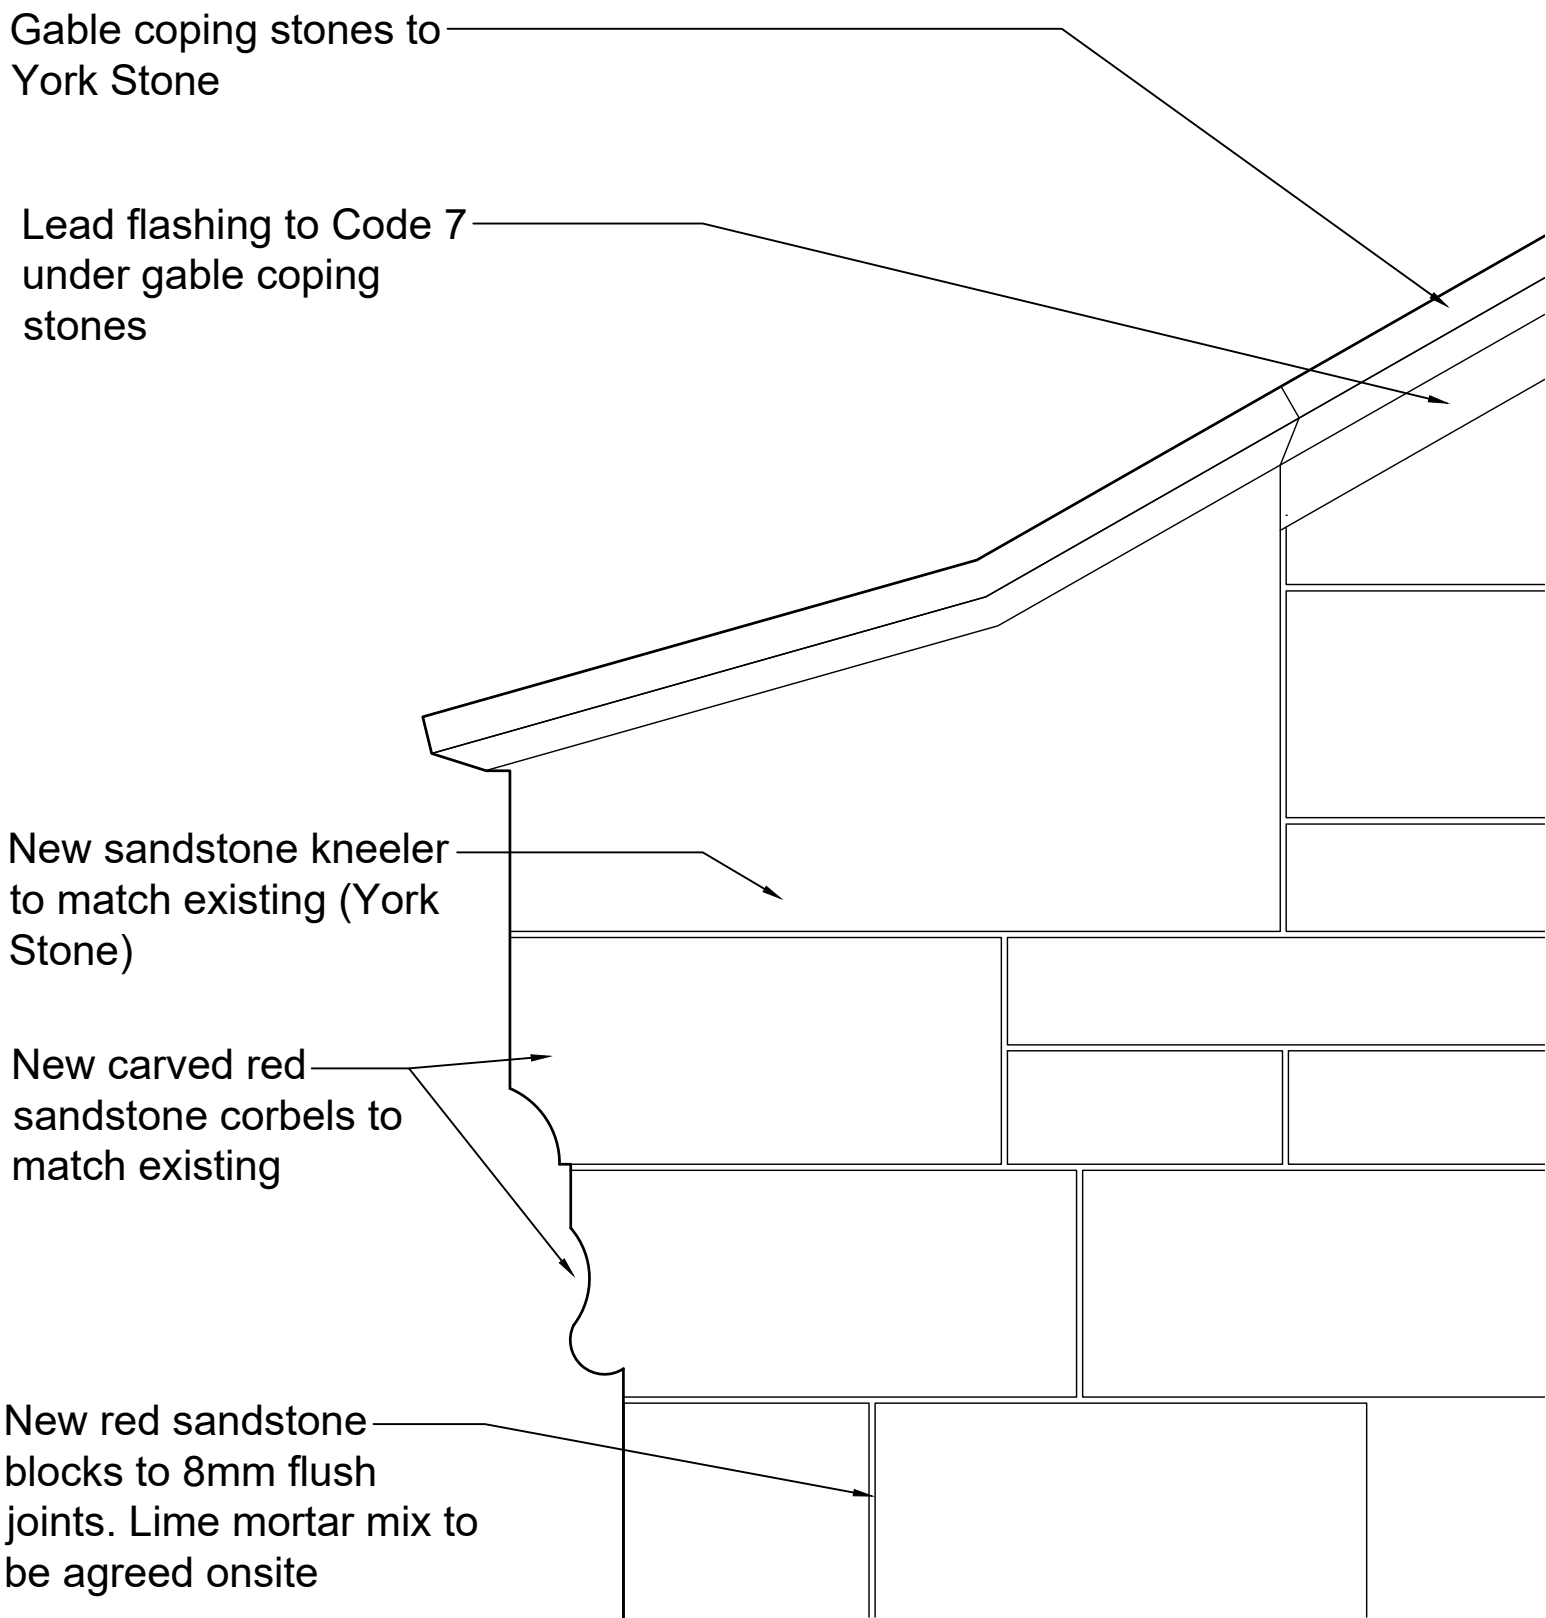 Gable coping stones to
York Stone
Lead flashing to Code 7
under gable coping
stones
New sandstone kneeler
to match existing (York
Stone)
New carved red
sandstone corbels to
match existing
New red sandstone
blocks to 8mm flush
joints. Lime mortar mix to
be agreed onsite